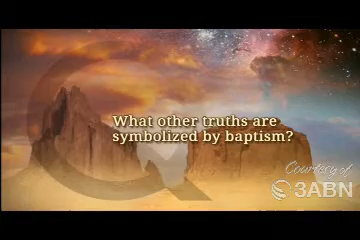 What other truths are
symbolized by baptism?
Courtesy of
3ABN